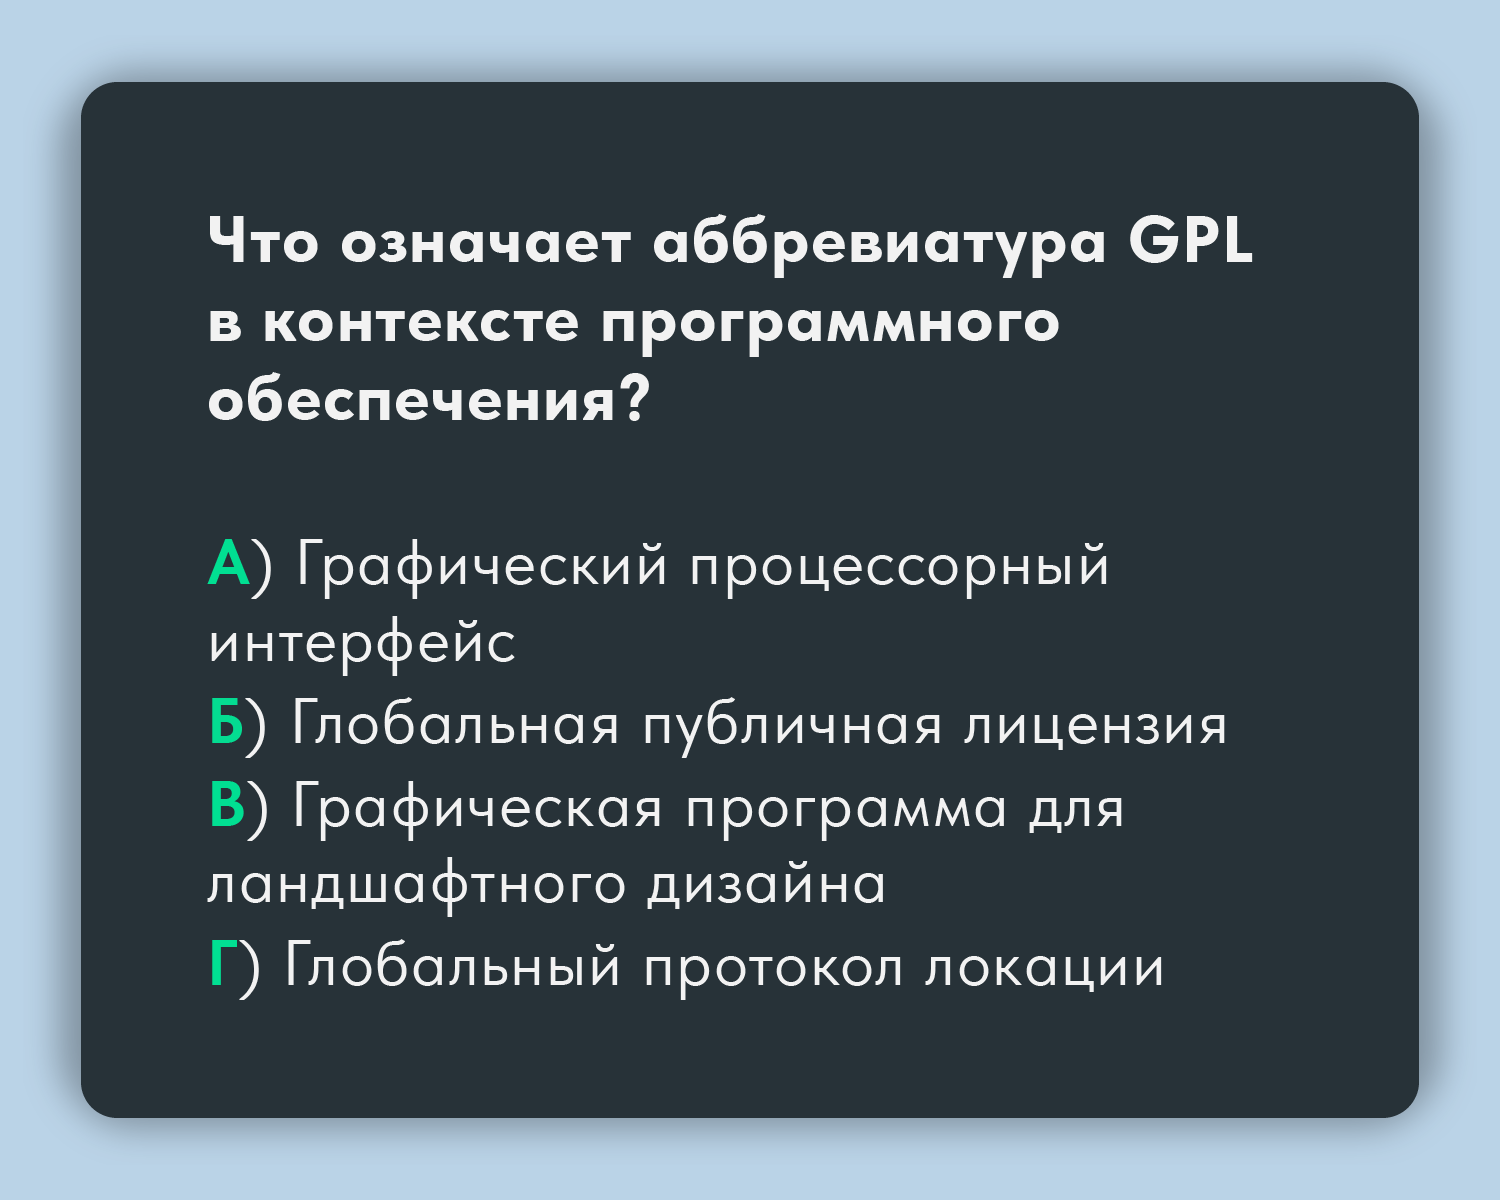 Что означает аббревиатура GPL
в контексте программного
обеспечения?
А) Графический процессорный
интерфейс
Б) Глобальная публичная лицензия
В) Графическая программа для
ландшафтного дизайна
Г) Глобальный протокол локации